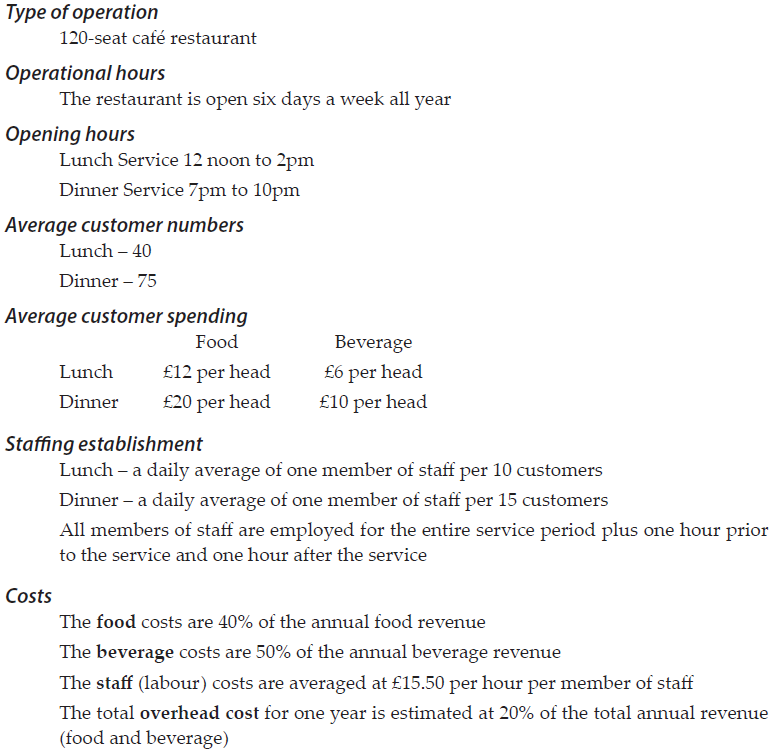 Type of operation
120-seat café restaurant
Operational hours
The restaurant is open six days a week all year
Opening hours
Lunch Service 12 noon to 2pm
Dinner Service 7pm to 10pm
Average customer numbers
Lunch – 40
Dinner – 75
Average customer spending
Food Beverage
Lunch £12 per head £6 per head
Dinner £20 per head £10 per head
Staffing establishment
Lunch – a daily average of one member of staff per 10 customers
Dinner – a daily average of one member of staff per 15 customers
All members of staff are employed for the entire service period plus one hour prior
to the service and one hour after the service
Costs
The food costs are 40% of the annual food revenue
The beverage costs are 50% of the annual beverage revenue
The staff (labour) costs are averaged at £15.50 per hour per member of staff
The total overhead cost for one year is estimated at 20% of the total annual revenue
(food and beverage)